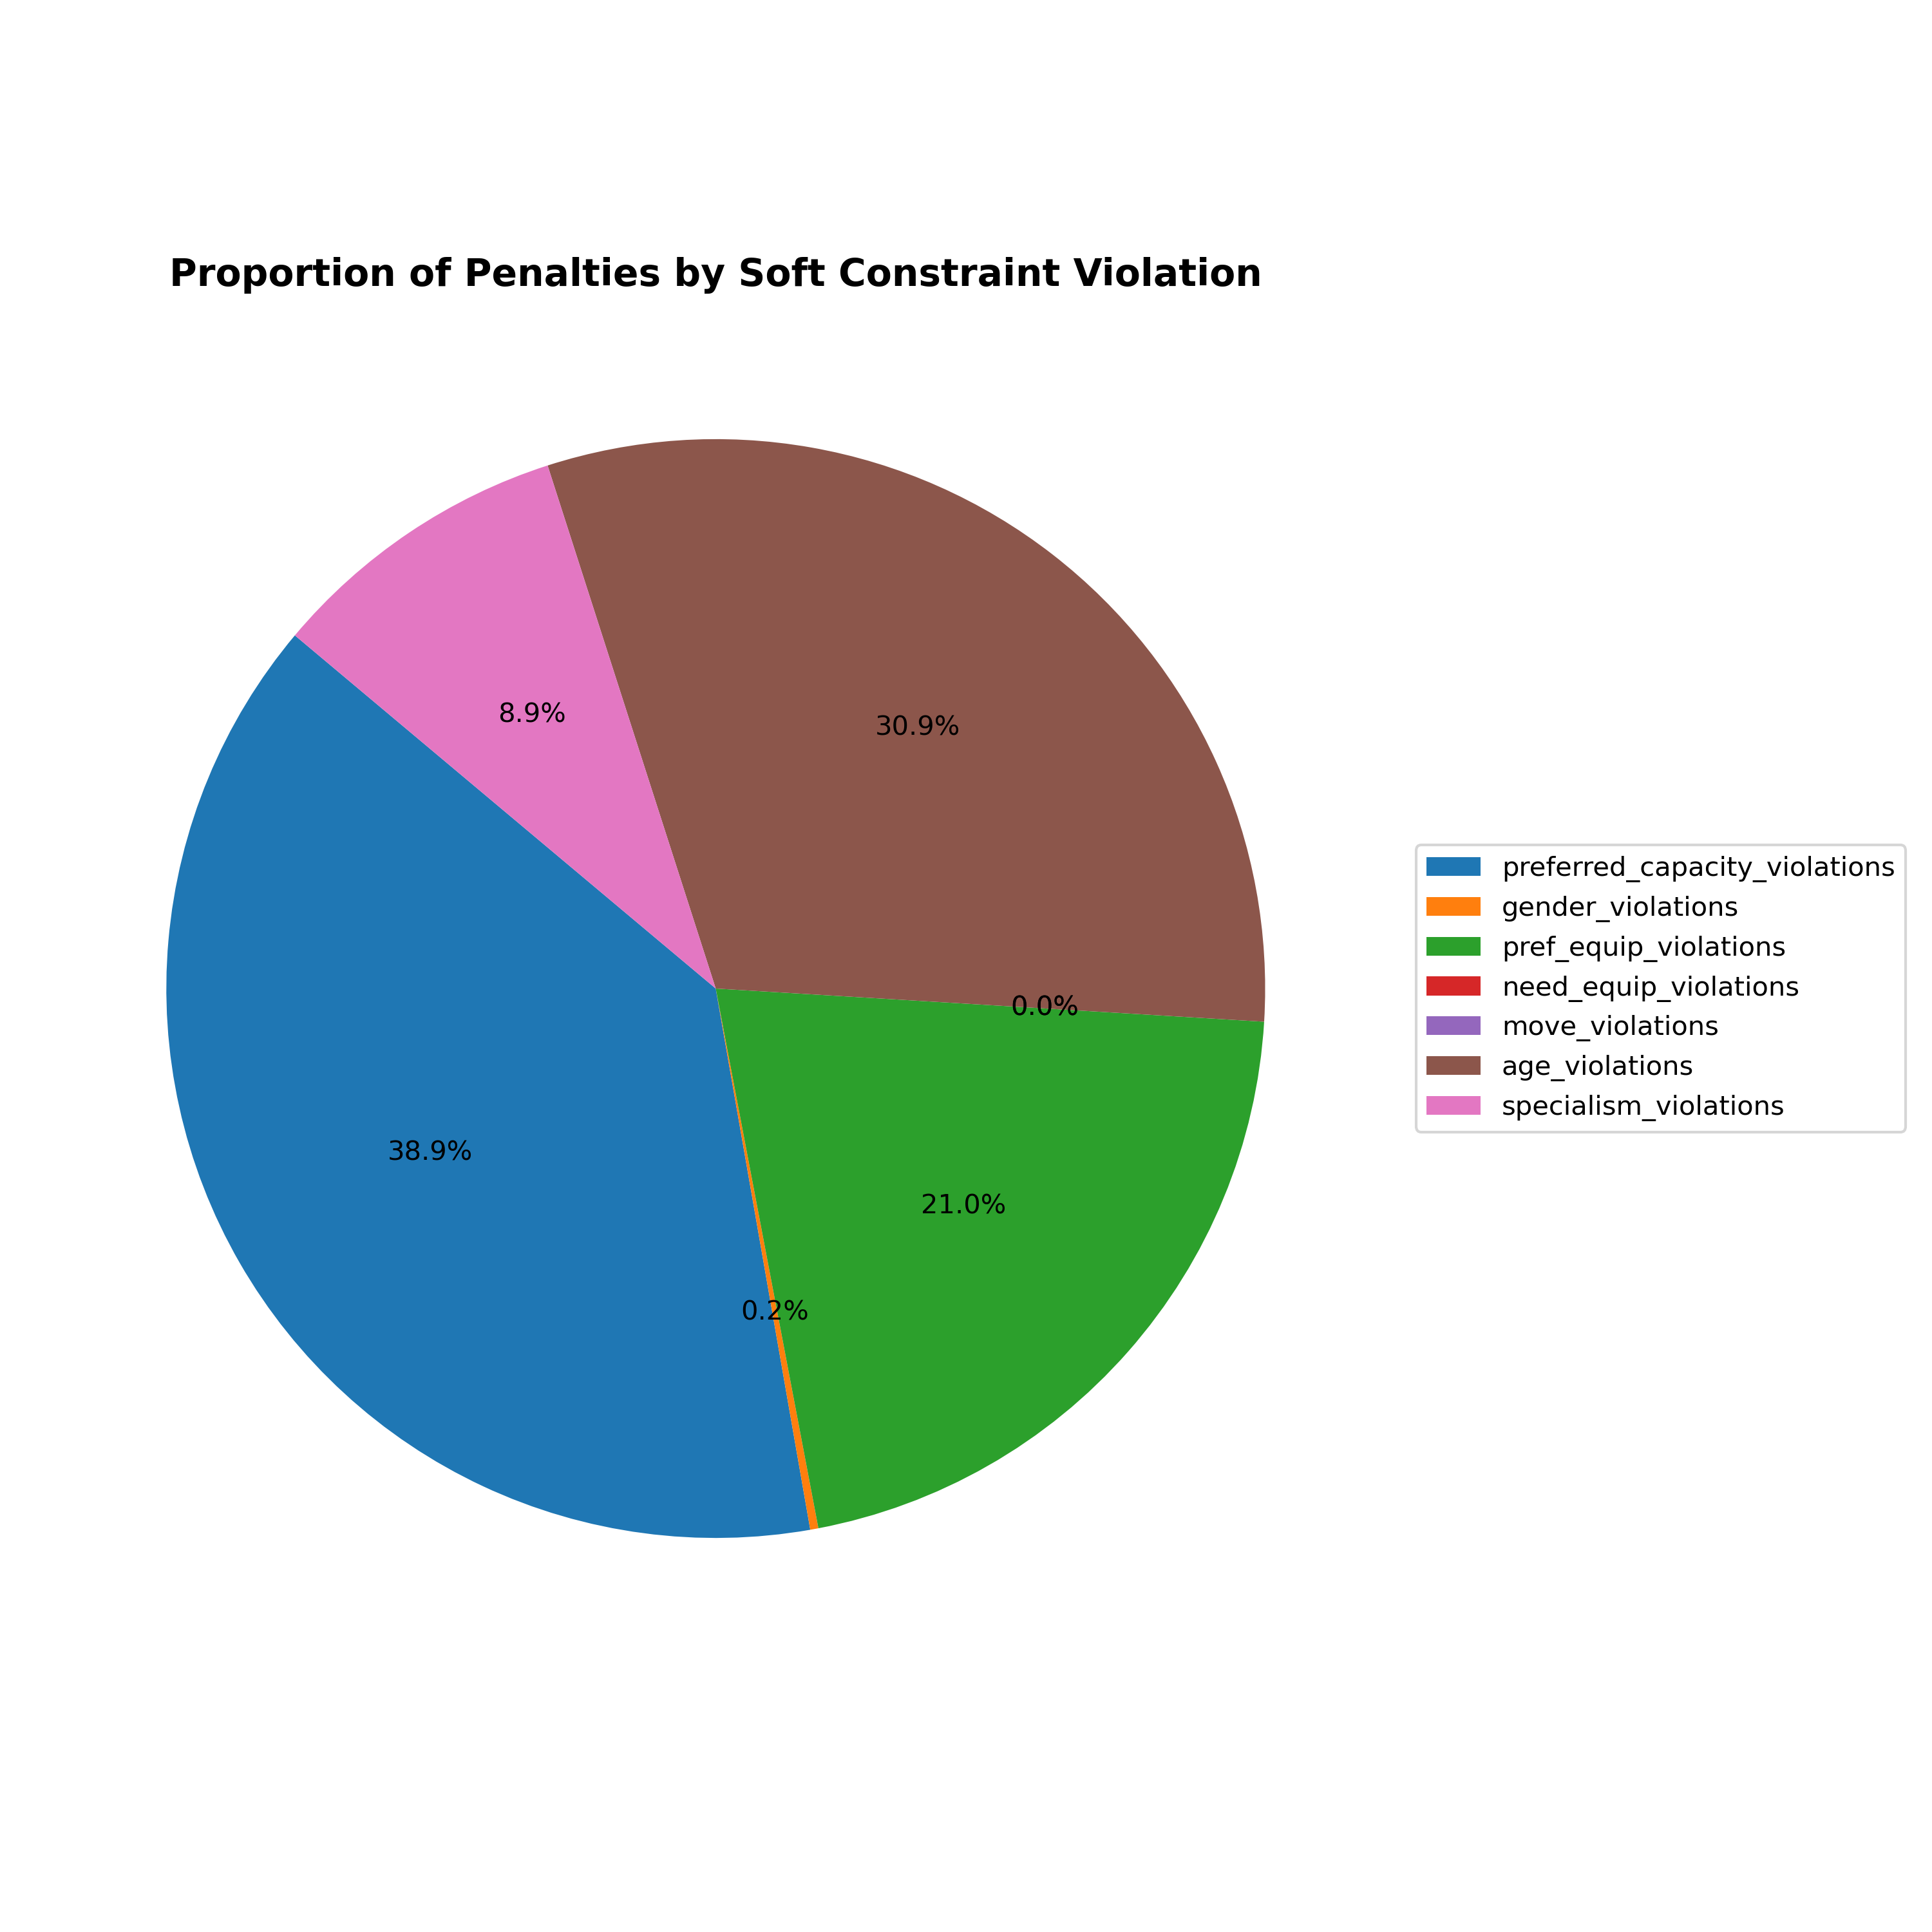 Proportion of Penalties by Soft Constraint Violation
8.9%
30.9%
0.0%
38.9%
21.0%
0.2%
preferred_capacity_violations
gender_violations
pref_equip_violations
need_equip_violations
move_violations
age_violations
specialism_violations